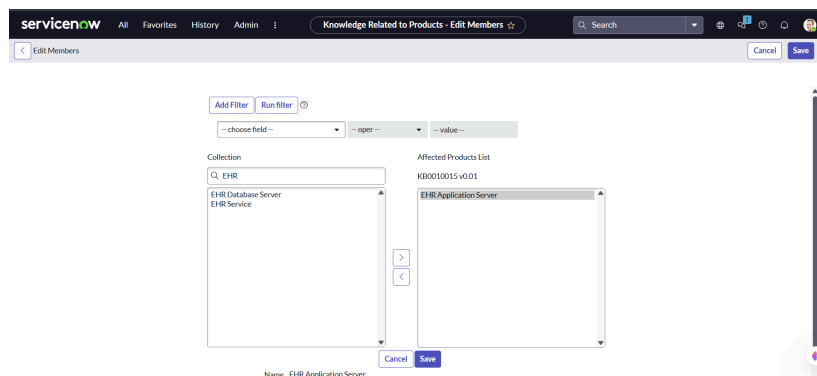 servicenow All Favorites History Admin Knowledge Related to Products - Edit Members Search 1
Edit Members Cancel Save
Add Filter Run filter
-- choose field -- -- oper -- -- value --
Collection Affected Products List
EHR KB0010015 v0.01
EHR Database Server EHR Application Server
EHR Service
Cancel Save
Name EHR Application Server